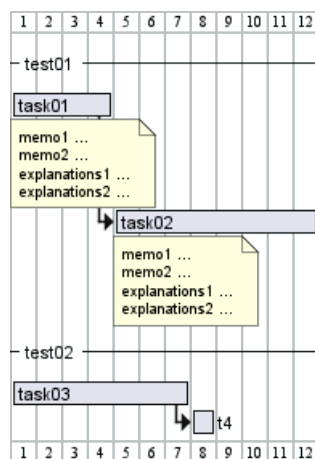 1 2 3 4 5 6 7 8 9 10 11 12
test01
task01
memo1 ...
memo2 ...
explanations1 ...
explanations2 ...
task02
memo1 ...
memo2 ...
explanations1 ...
explanations2 ...
test02
task03
t4
1 2 3 4 5 6 7 8 9 10 11 12